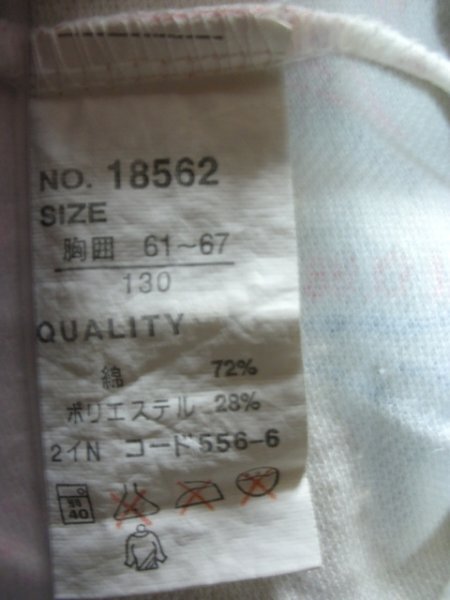 NO. 18562
SIZE
胸囲 61~67
130
QUALITY
綿 72%
ポリエステル 28%
2イN コード556-6
弱
40